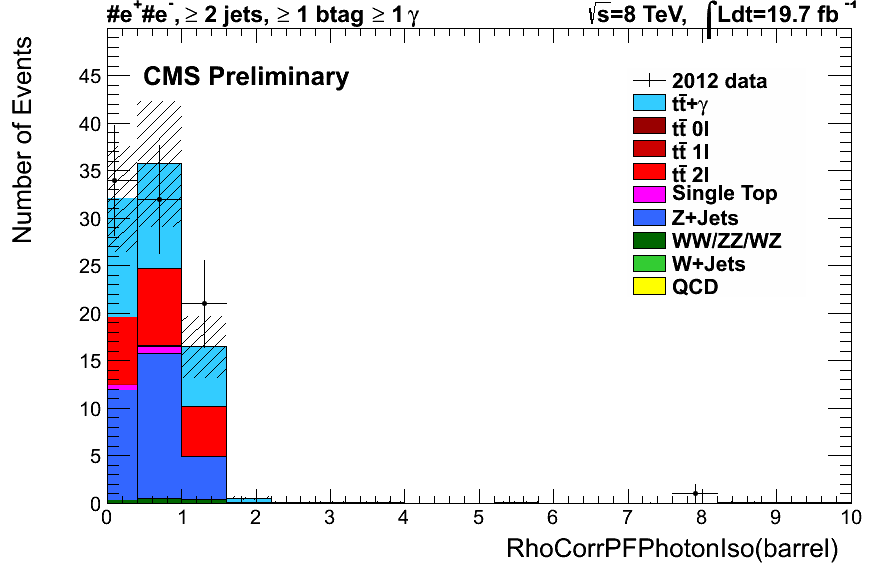 #e⁺#e⁻, ≥ 2 jets, ≥ 1 btag ≥ 1 γ
√s=8 TeV, ∫Ldt=19.7 fb⁻¹
CMS Preliminary
2012 data
tt̄+γ
tt̄ 0l
tt̄ 1l
tt̄ 2l
Single Top
Z+Jets
WW/ZZ/WZ
W+Jets
QCD
Number of Events
45
40
35
30
25
20
15
10
5
0
0 1 2 3 4 5 6 7 8 9 10
RhoCorrPFPhotonIso(barrel)